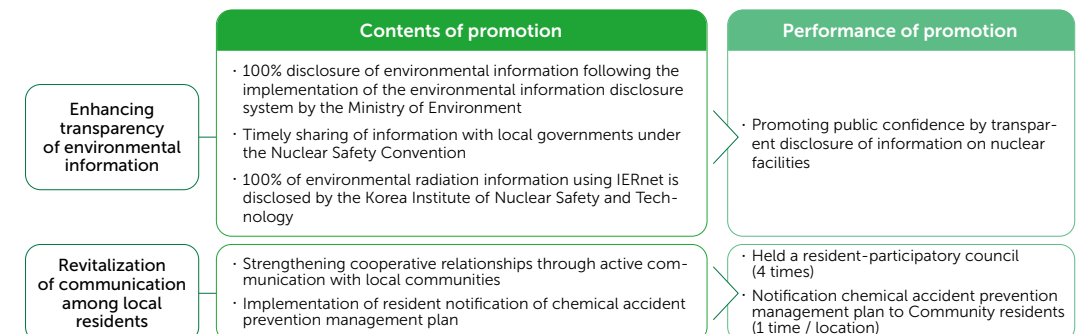 Contents of promotion
Performance of promotion
Enhancing
transparency
of environmental
information
· 100% disclosure of environmental information following the
implementation of the environmental information disclosure
system by the Ministry of Environment
· Timely sharing of information with local governments under
the Nuclear Safety Convention
· 100% of environmental radiation information using IERnet is
disclosed by the Korea Institute of Nuclear Safety and Tech-
nology
· Promoting public confidence by transpar-
ent disclosure of information on nuclear
facilities
Revitalization
of communication
among local
residents
· Strengthening cooperative relationships through active com-
munication with local communities
· Implementation of resident notification of chemical accident
prevention management plan
· Held a resident-participatory council
(4 times)
· Notification chemical accident prevention
management plan to Community residents
(1 time / location)